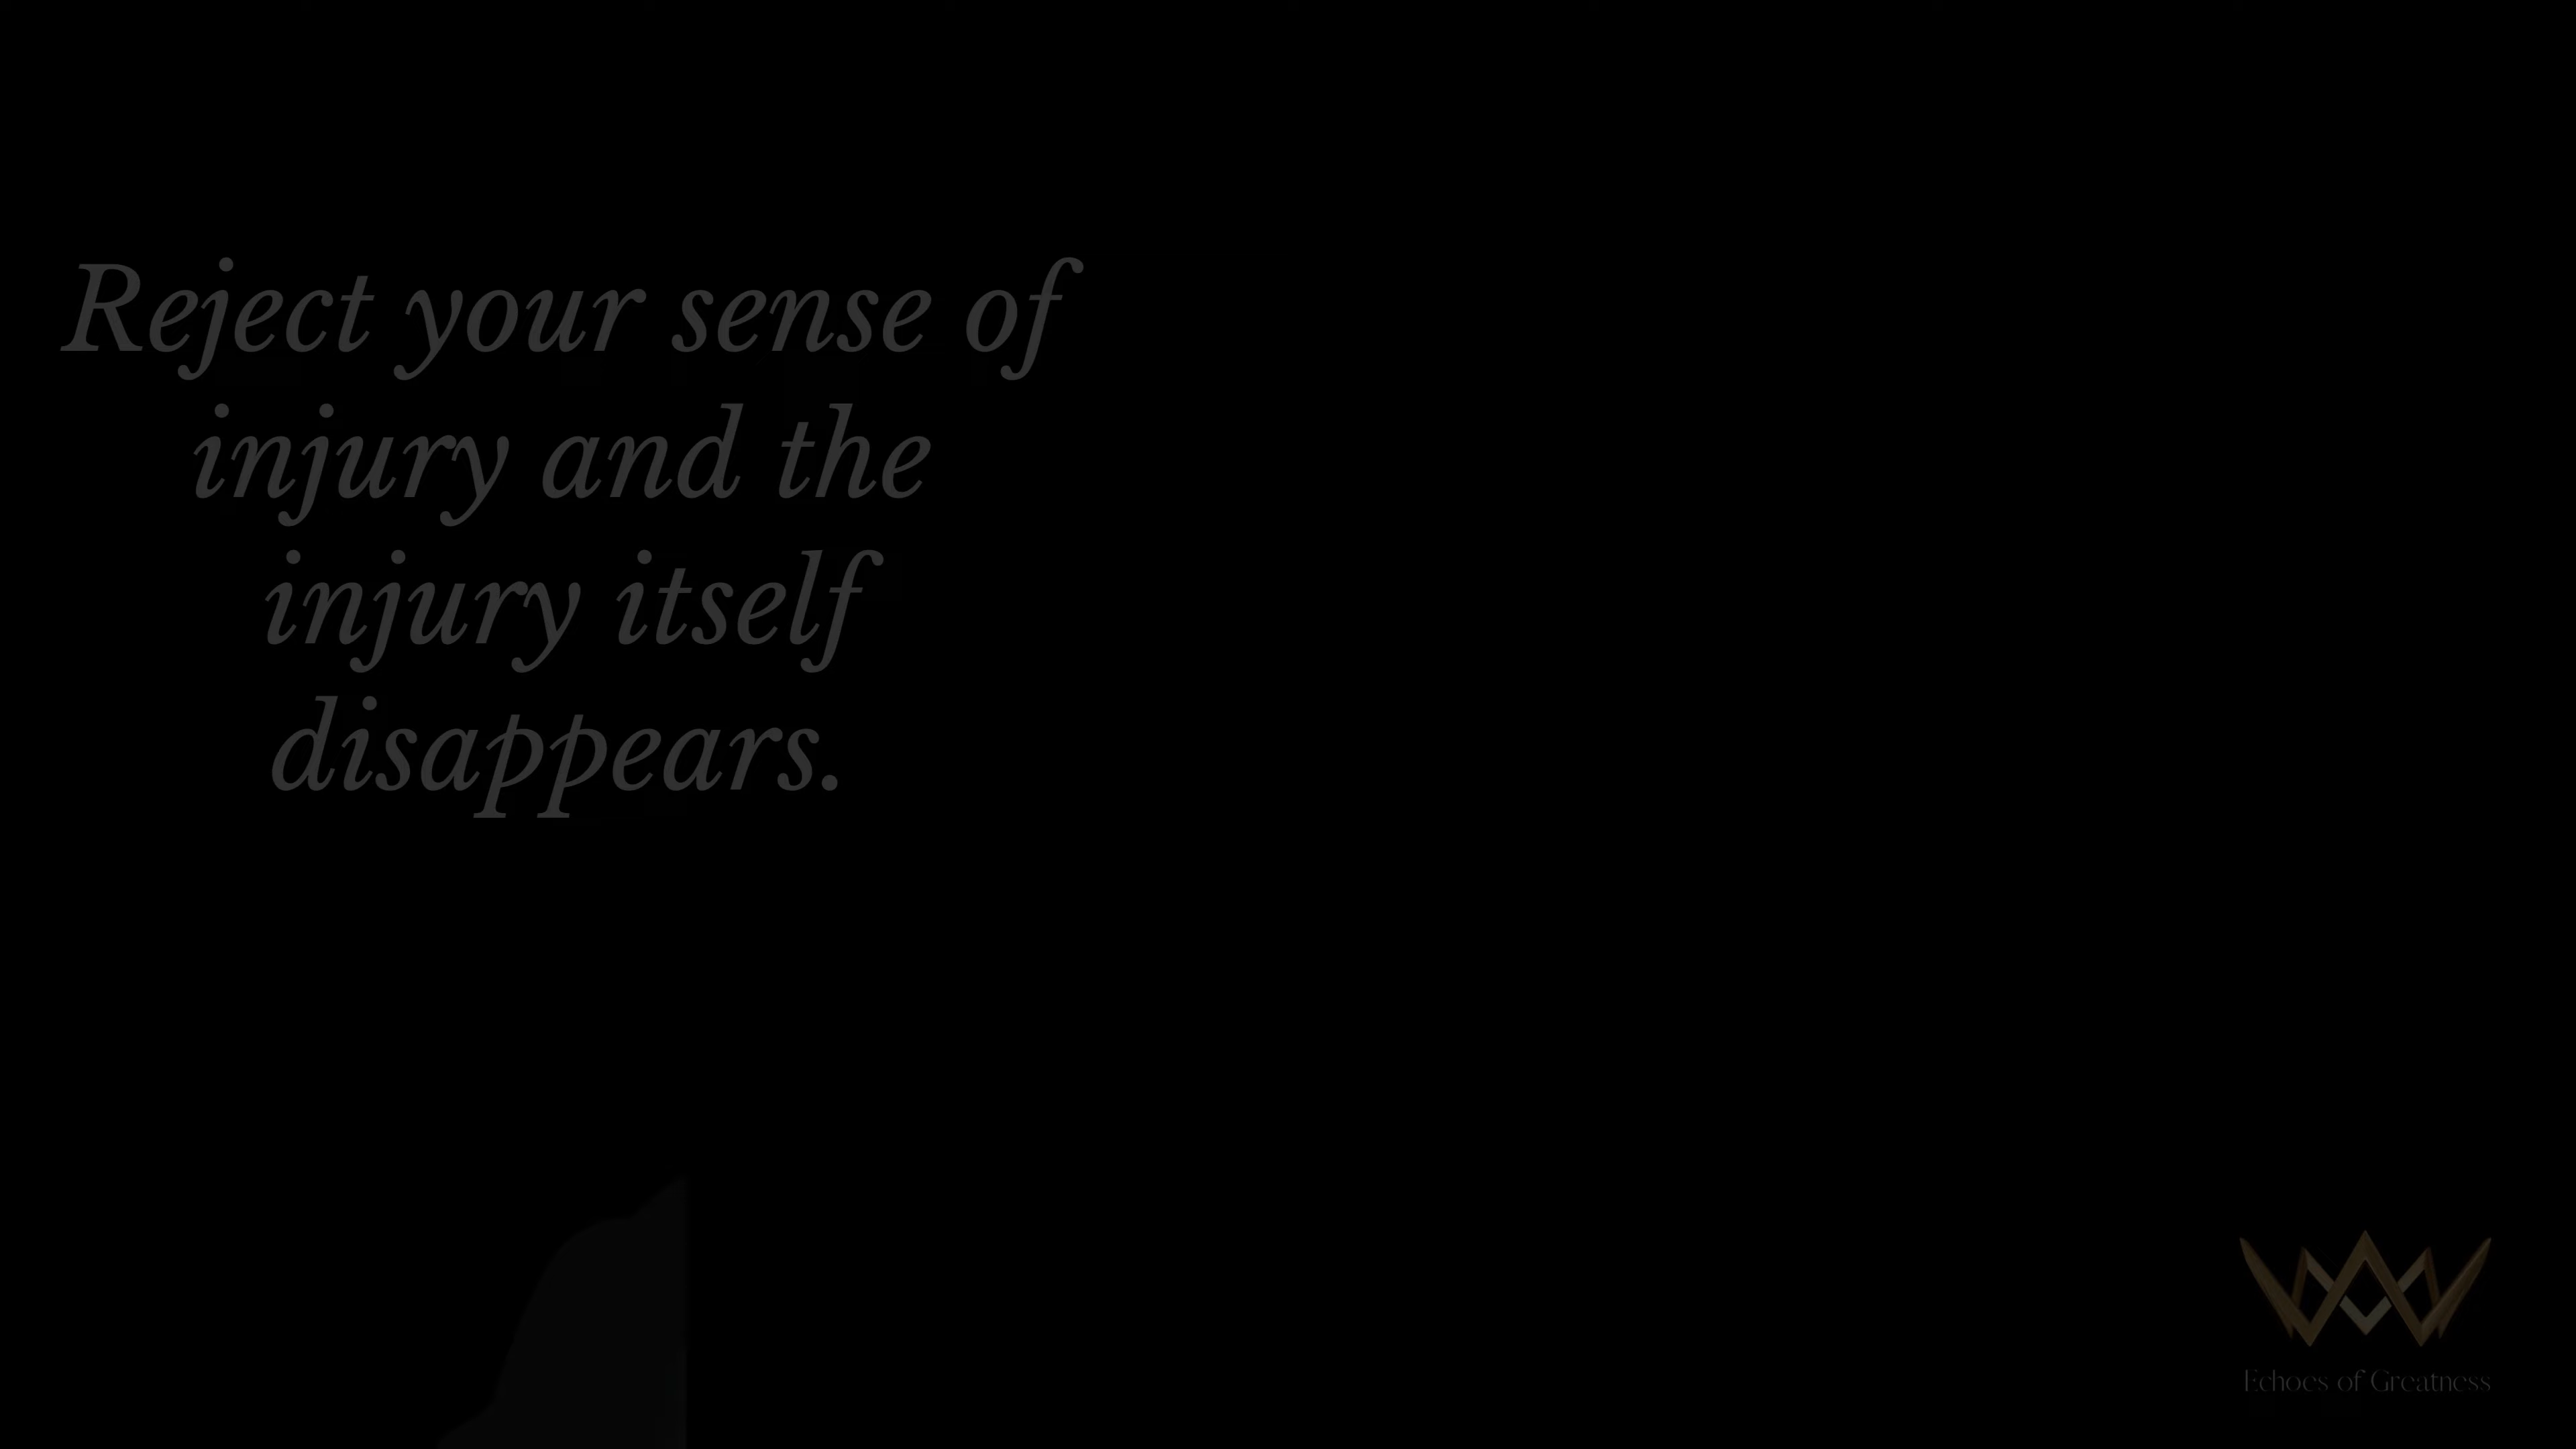 Reject your sense of
injury and the
injury itself
disappears.
Echoes of Greatness